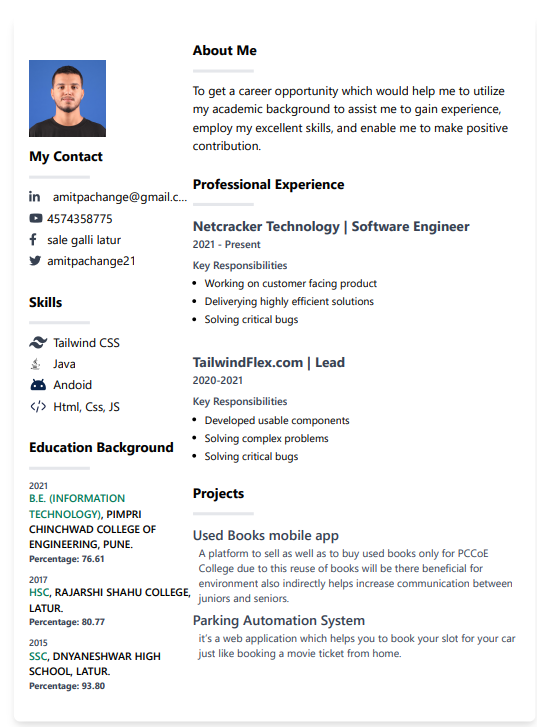 My Contact
amitpachange@gmail.c...
4574358775
sale galli latur
amitpachange21
Skills
Tailwind CSS
Java
Andoid
Html, Css, JS
Education Background
2021
B.E. (INFORMATION
TECHNOLOGY), PIMPRI
CHINCHWAD COLLEGE OF
ENGINEERING, PUNE.
Percentage: 76.61
2017
HSC, RAJARSHI SHAHU COLLEGE,
LATUR.
Percentage: 80.77
2015
SSC, DNYANESHWAR HIGH
SCHOOL, LATUR.
Percentage: 93.80
About Me
To get a career opportunity which would help me to utilize
my academic background to assist me to gain experience,
employ my excellent skills, and enable me to make positive
contribution.
Professional Experience
Netcracker Technology | Software Engineer
2021 - Present
Key Responsibilities
• Working on customer facing product
• Deliverying highly efficient solutions
• Solving critical bugs
TailwindFlex.com | Lead
2020-2021
Key Responsibilities
• Developed usable components
• Solving complex problems
• Solving critical bugs
Projects
Used Books mobile app
A platform to sell as well as to buy used books only for PCCoE
College due to this reuse of books will be there beneficial for
environment also indirectly helps increase communication between
juniors and seniors.
Parking Automation System
it's a web application which helps you to book your slot for your car
just like booking a movie ticket from home.